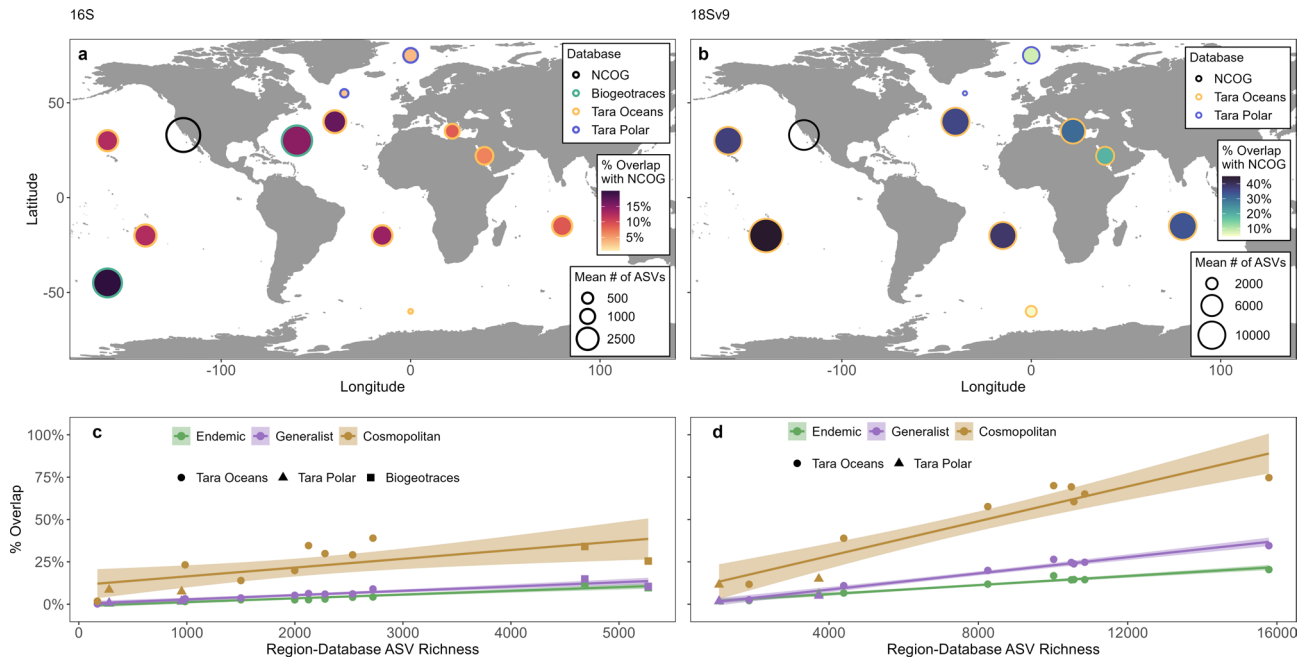 16S
a
Database
NCOG
Biogeotraces
Tara Oceans
Tara Polar
% Overlap
with NCOG
15%
10%
5%
Mean # of ASVs
500
1000
2500
50
0
-50
Latitude
-100
0
100
Longitude
18Sv9
b
Database
NCOG
Tara Oceans
Tara Polar
% Overlap
with NCOG
40%
30%
20%
10%
Mean # of ASVs
2000
6000
10000
-100
0
100
Longitude
c
Endemic Generalist Cosmopolitan
Tara Oceans Tara Polar Biogeotraces
100%
75%
50%
25%
0%
% Overlap
0 1000 2000 3000 4000 5000
Region-Database ASV Richness
d
Endemic Generalist Cosmopolitan
Tara Oceans Tara Polar
4000 8000 12000 16000
Region-Database ASV Richness